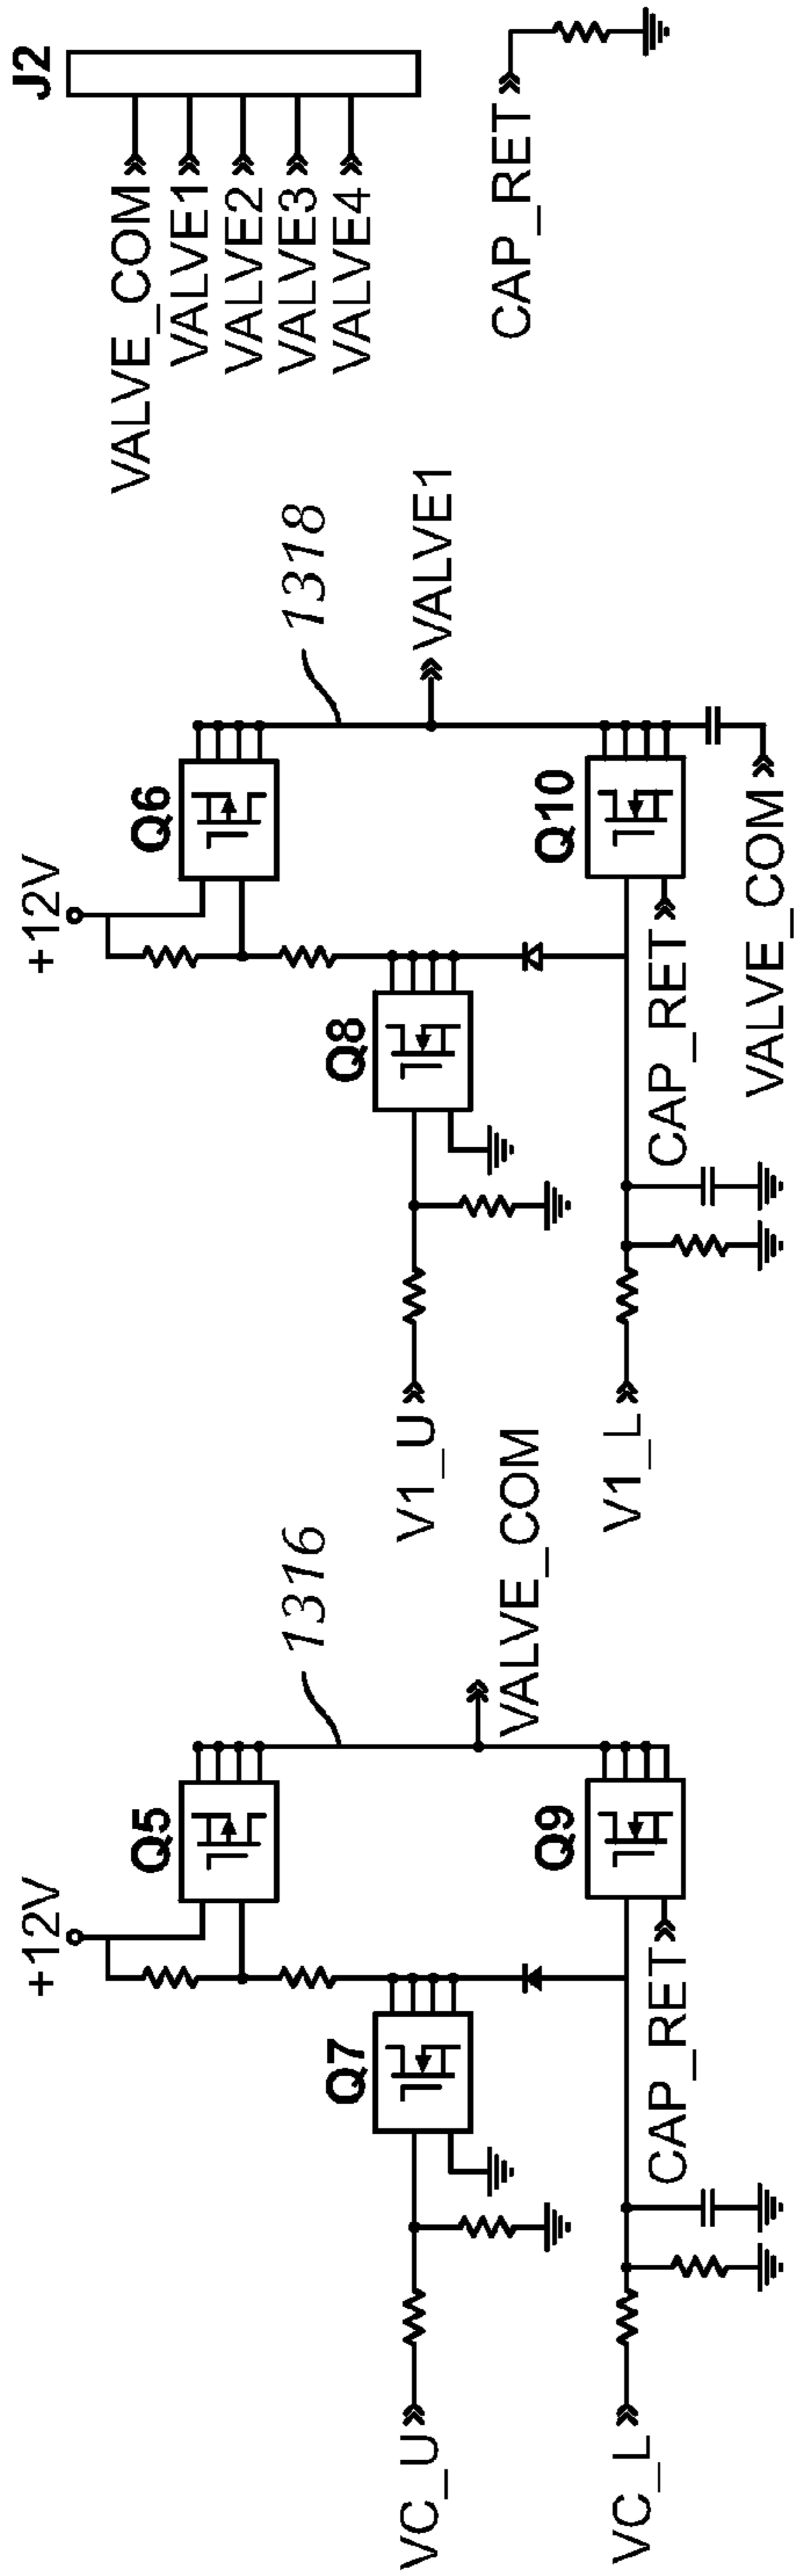 J2
VALVE_COM
VALVE1
VALVE2
VALVE3
VALVE4
CAP_RET
1318
VALVE1
+12V
Q6
Q8
Q10
CAP_RET
VALVE_COM
V1_U
V1_L
1316
VALVE_COM
+12V
Q5
Q7
Q9
CAP_RET
VC_U
VC_L